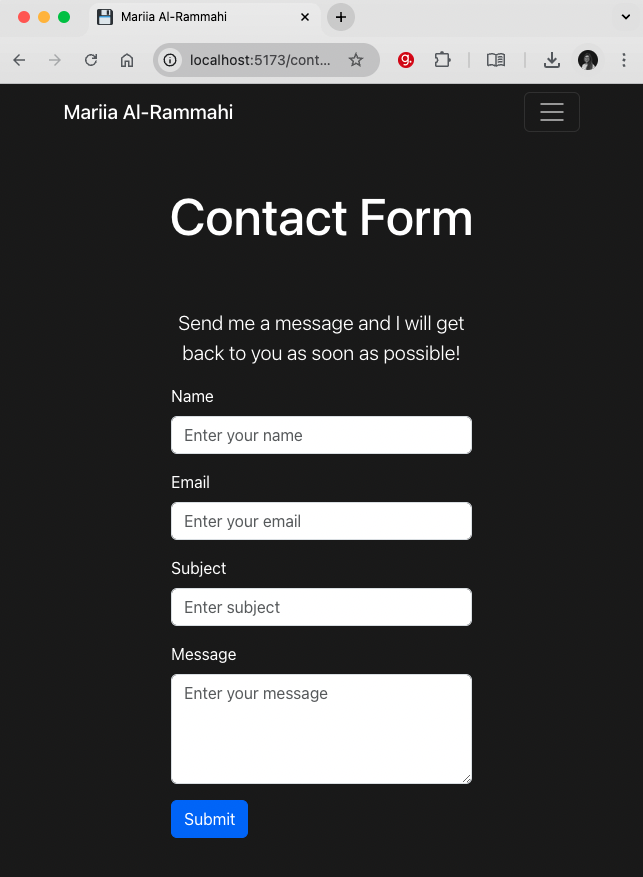 Mariia Al-Rammahi
localhost:5173/cont...
g.
Mariia Al-Rammahi
Contact Form
Send me a message and I will get
back to you as soon as possible!
Name
Enter your name
Email
Enter your email
Subject
Enter subject
Message
Enter your message
Submit